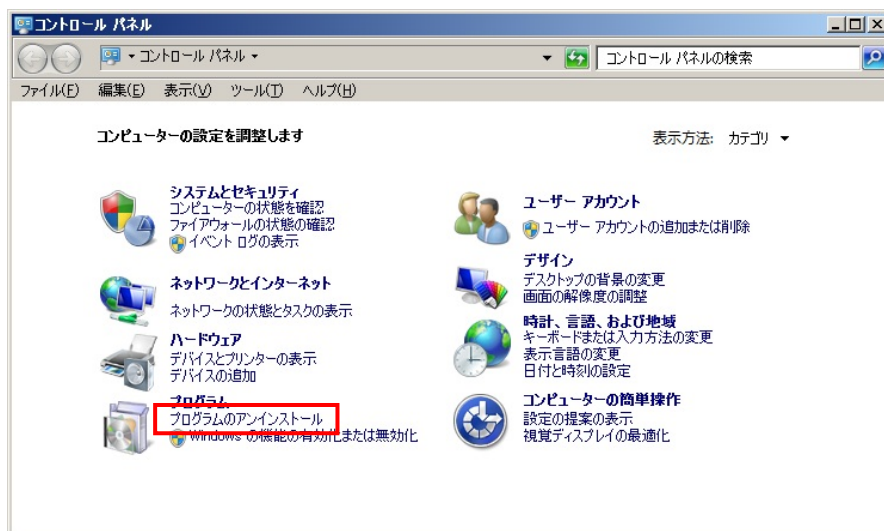 コントロール パネル
コントロール パネル
コントロール パネルの検索
ファイル(F) 編集(E) 表示(V) ツール(T) ヘルプ(H)
コンピューターの設定を調整します
表示方法: カテゴリ
システムとセキュリティ
コンピューターの状態を確認
ファイアウォールの状態の確認
イベント ログの表示
ネットワークとインターネット
ネットワークの状態とタスクの表示
ハードウェア
デバイスとプリンターの表示
デバイスの追加
プログラム
プログラムのアンインストール
Windows の機能の有効化または無効化
ユーザー アカウント
ユーザー アカウントの追加または削除
デザイン
デスクトップの背景の変更
画面の解像度の調整
時計、言語、および地域
キーボードまたは入力方法の変更
表示言語の変更
日付と時刻の設定
コンピューターの簡単操作
設定の提案の表示
視覚ディスプレイの最適化